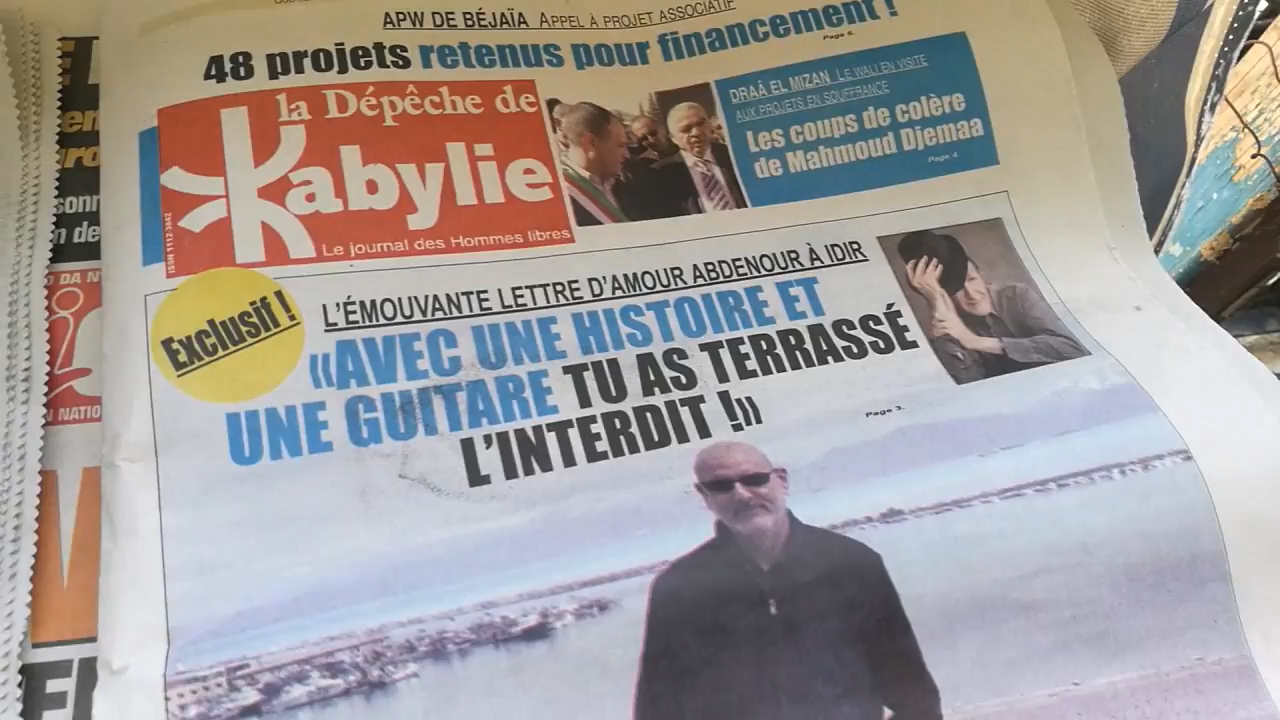 APW DE BÉJAÏA APPEL À PROJET ASSOCIATIF
48 projets retenus pour financement !
Page 6.
la Dépêche de
Kabylie
Le journal des Hommes libres
ISSN 1112-3842
DRAÂ EL MIZAN LE WALI EN VISITE
AUX PROJETS EN SOUFFRANCE
Les coups de colère
de Mahmoud Djemaa
Page 4.
Exclusif !
L'ÉMOUVANTE LETTRE D'AMOUR ABDENOUR À IDIR
«AVEC UNE HISTOIRE ET
UNE GUITARE TU AS TERRASSÉ
L'INTERDIT !»
Page 3.